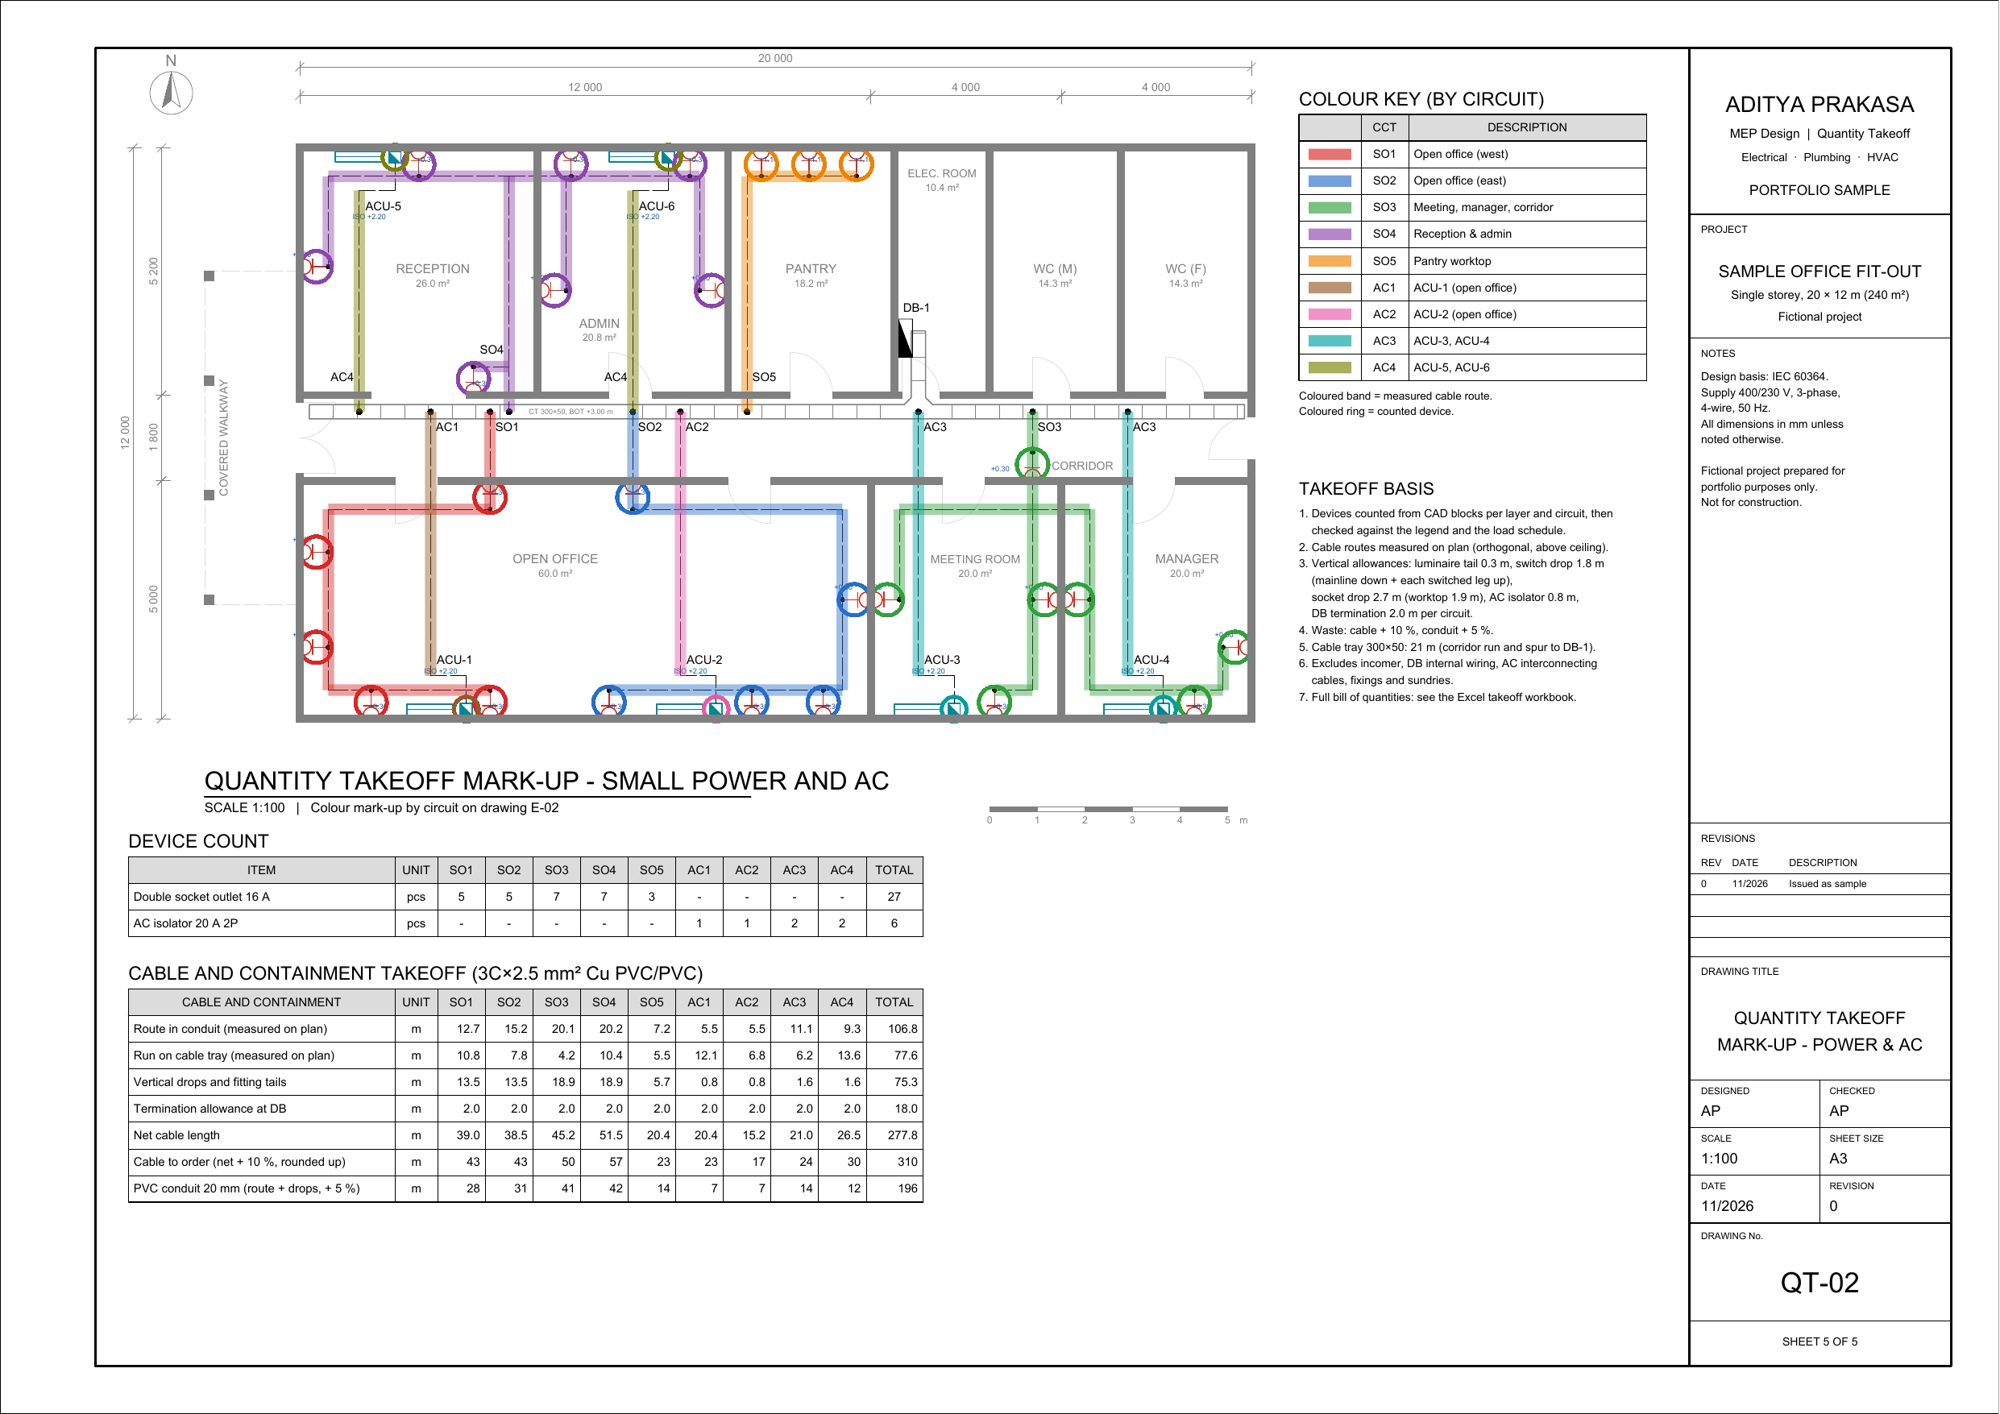 N
20 000
12 000
4 000
4 000
12 000
5 200
1 800
5 000
COVERED WALKWAY
ACU-5
ISO +2.20
RECEPTION
26.0 m²
SO4
AC4
ACU-6
ISO +2.20
ADMIN
20.8 m²
AC4
PANTRY
18.2 m²
SO5
ELEC. ROOM
10.4 m²
DB-1
WC (M)
14.3 m²
WC (F)
14.3 m²
CT 300×50, BOT +3.00 m
AC1
SO1
SO2
AC2
AC3
SO3
AC3
+0.30
CORRIDOR
OPEN OFFICE
60.0 m²
MEETING ROOM
20.0 m²
MANAGER
20.0 m²
ACU-1
ISO +2.20
ACU-2
ISO +2.20
ACU-3
ISO +2.20
ACU-4
ISO +2.20
QUANTITY TAKEOFF MARK-UP - SMALL POWER AND AC
SCALE 1:100 | Colour mark-up by circuit on drawing E-02
0 1 2 3 4 5 m
DEVICE COUNT
ITEM UNIT SO1 SO2 SO3 SO4 SO5 AC1 AC2 AC3 AC4 TOTAL
Double socket outlet 16 A pcs 5 5 7 7 3 - - - - 27
AC isolator 20 A 2P pcs - - - - - 1 1 2 2 6
CABLE AND CONTAINMENT TAKEOFF (3C×2.5 mm² Cu PVC/PVC)
CABLE AND CONTAINMENT UNIT SO1 SO2 SO3 SO4 SO5 AC1 AC2 AC3 AC4 TOTAL
Route in conduit (measured on plan) m 12.7 15.2 20.1 20.2 7.2 5.5 5.5 11.1 9.3 106.8
Run on cable tray (measured on plan) m 10.8 7.8 4.2 10.4 5.5 12.1 6.8 6.2 13.6 77.6
Vertical drops and fitting tails m 13.5 13.5 18.9 18.9 5.7 0.8 0.8 1.6 1.6 75.3
Termination allowance at DB m 2.0 2.0 2.0 2.0 2.0 2.0 2.0 2.0 2.0 18.0
Net cable length m 39.0 38.5 45.2 51.5 20.4 20.4 15.2 21.0 26.5 277.8
Cable to order (net + 10 %, rounded up) m 43 43 50 57 23 23 17 24 30 310
PVC conduit 20 mm (route + drops, + 5 %) m 28 31 41 42 14 7 7 14 12 196
COLOUR KEY (BY CIRCUIT)
CCT DESCRIPTION
SO1 Open office (west)
SO2 Open office (east)
SO3 Meeting, manager, corridor
SO4 Reception & admin
SO5 Pantry worktop
AC1 ACU-1 (open office)
AC2 ACU-2 (open office)
AC3 ACU-3, ACU-4
AC4 ACU-5, ACU-6
Coloured band = measured cable route.
Coloured ring = counted device.
TAKEOFF BASIS
1. Devices counted from CAD blocks per layer and circuit, then
checked against the legend and the load schedule.
2. Cable routes measured on plan (orthogonal, above ceiling).
3. Vertical allowances: luminaire tail 0.3 m, switch drop 1.8 m
(mainline down + each switched leg up),
socket drop 2.7 m (worktop 1.9 m), AC isolator 0.8 m,
DB termination 2.0 m per circuit.
4. Waste: cable + 10 %, conduit + 5 %.
5. Cable tray 300×50: 21 m (corridor run and spur to DB-1).
6. Excludes incomer, DB internal wiring, AC interconnecting
cables, fixings and sundries.
7. Full bill of quantities: see the Excel takeoff workbook.
ADITYA PRAKASA
MEP Design | Quantity Takeoff
Electrical · Plumbing · HVAC
PORTFOLIO SAMPLE
PROJECT
SAMPLE OFFICE FIT-OUT
Single storey, 20 × 12 m (240 m²)
Fictional project
NOTES
Design basis: IEC 60364.
Supply 400/230 V, 3-phase,
4-wire, 50 Hz.
All dimensions in mm unless
noted otherwise.
Fictional project prepared for
portfolio purposes only.
Not for construction.
REVISIONS
REV DATE DESCRIPTION
0 11/2026 Issued as sample
DRAWING TITLE
QUANTITY TAKEOFF
MARK-UP - POWER & AC
DESIGNED CHECKED
AP AP
SCALE SHEET SIZE
1:100 A3
DATE REVISION
11/2026 0
DRAWING No.
QT-02
SHEET 5 OF 5